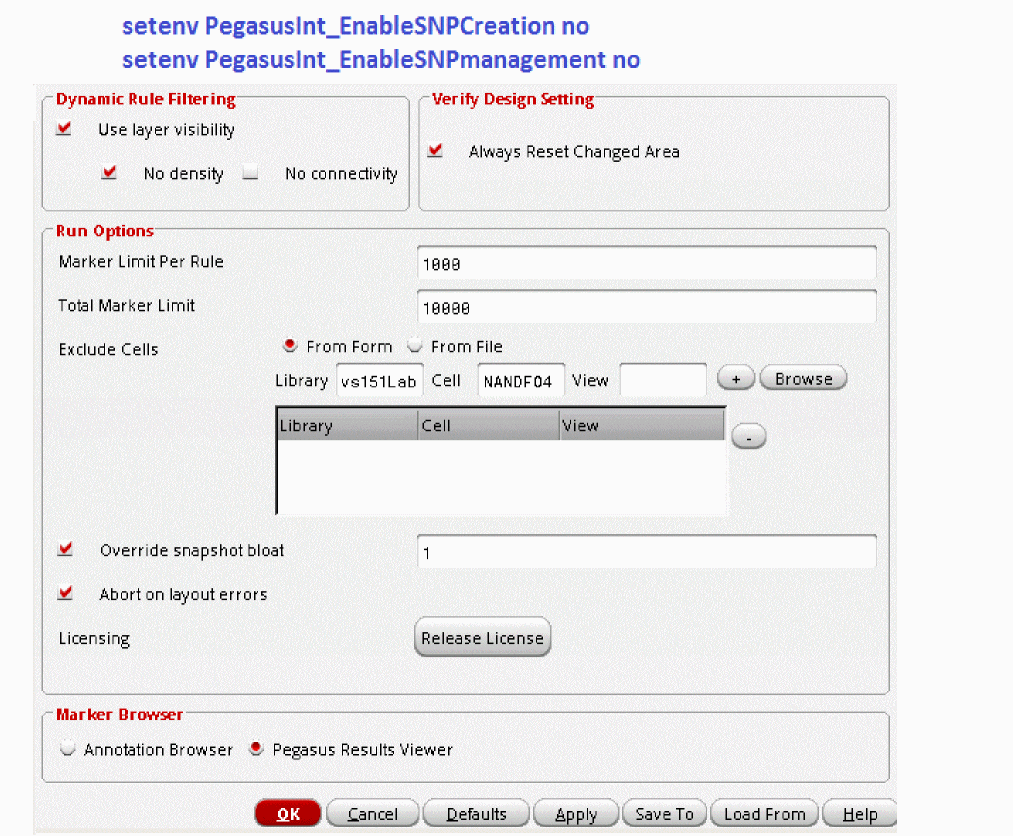 setenv PegasusInt_EnableSNPCreation no
setenv PegasusInt_EnableSNPmanagement no
Dynamic Rule Filtering
Use layer visibility
No density No connectivity
Verify Design Setting
Always Reset Changed Area
Run Options
Marker Limit Per Rule 1000
Total Marker Limit 10000
Exclude Cells From Form From File
Library vs151Lab Cell NANDF04 View + Browse
Library Cell View
-
Override snapshot bloat 1
Abort on layout errors
Licensing Release License
Marker Browser
Annotation Browser Pegasus Results Viewer
OK Cancel Defaults Apply Save To Load From Help